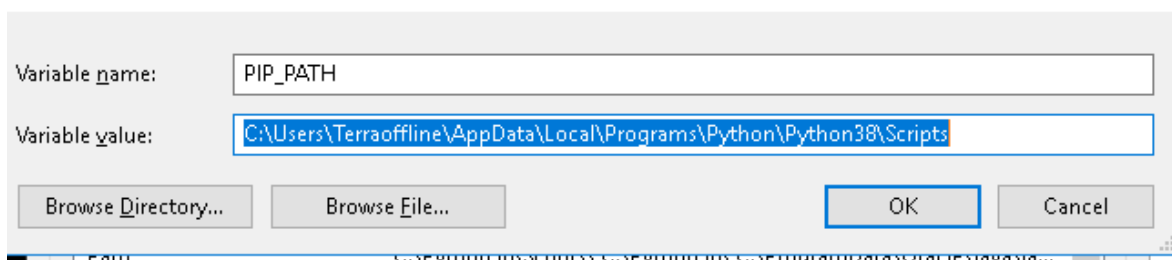 Variable name: PIP_PATH
Variable value: C:\Users\Terraoffline\AppData\Local\Programs\Python\Python38\Scripts
Browse Directory... Browse File... OK Cancel